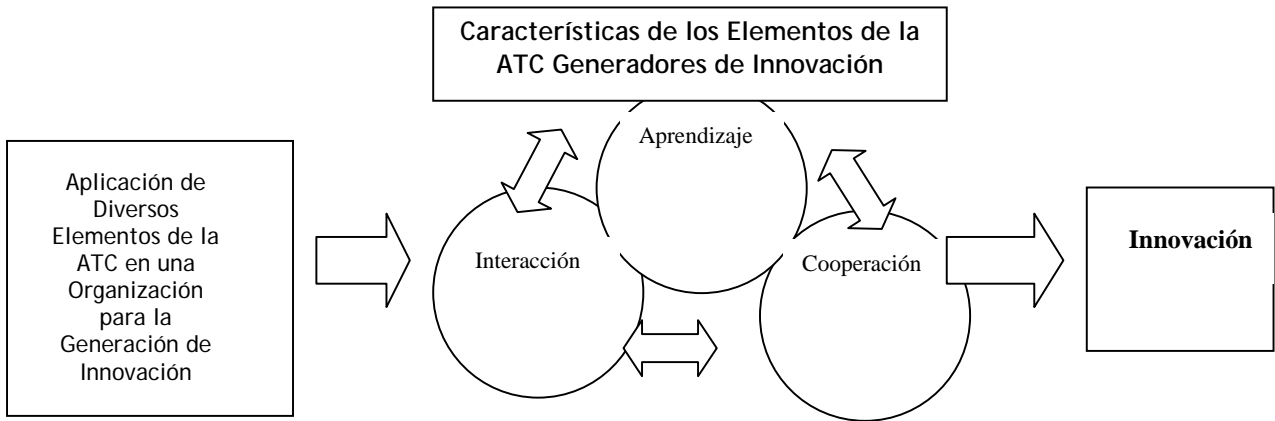 Características de los Elementos de la
ATC Generadores de Innovación
Aplicación de
Diversos
Elementos de la
ATC en una
Organización
para la
Generación de
Innovación
Aprendizaje
Interacción
Cooperación
Innovación